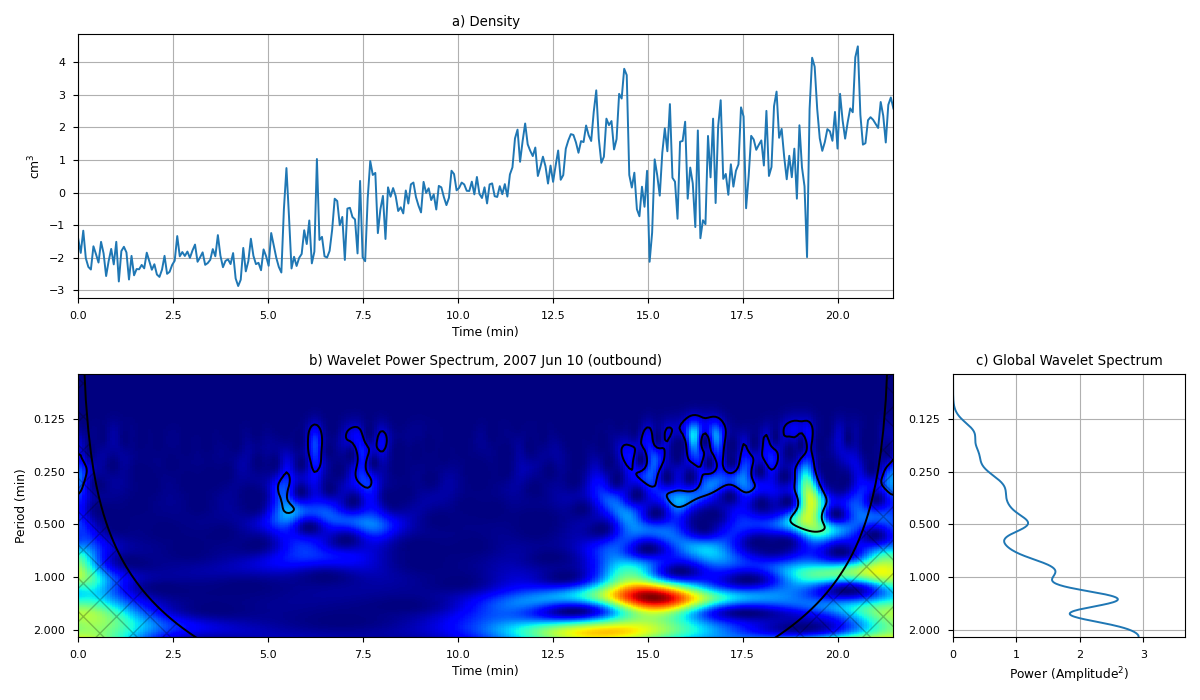 a) Density
cm³
4
3
2
1
0
−1
−2
−3
0.0 2.5 5.0 7.5 10.0 12.5 15.0 17.5 20.0
Time (min)
b) Wavelet Power Spectrum, 2007 Jun 10 (outbound)
Period (min)
0.125
0.250
0.500
1.000
2.000
0.0 2.5 5.0 7.5 10.0 12.5 15.0 17.5 20.0
Time (min)
c) Global Wavelet Spectrum
0.125
0.250
0.500
1.000
2.000
0 1 2 3
Power (Amplitude²)